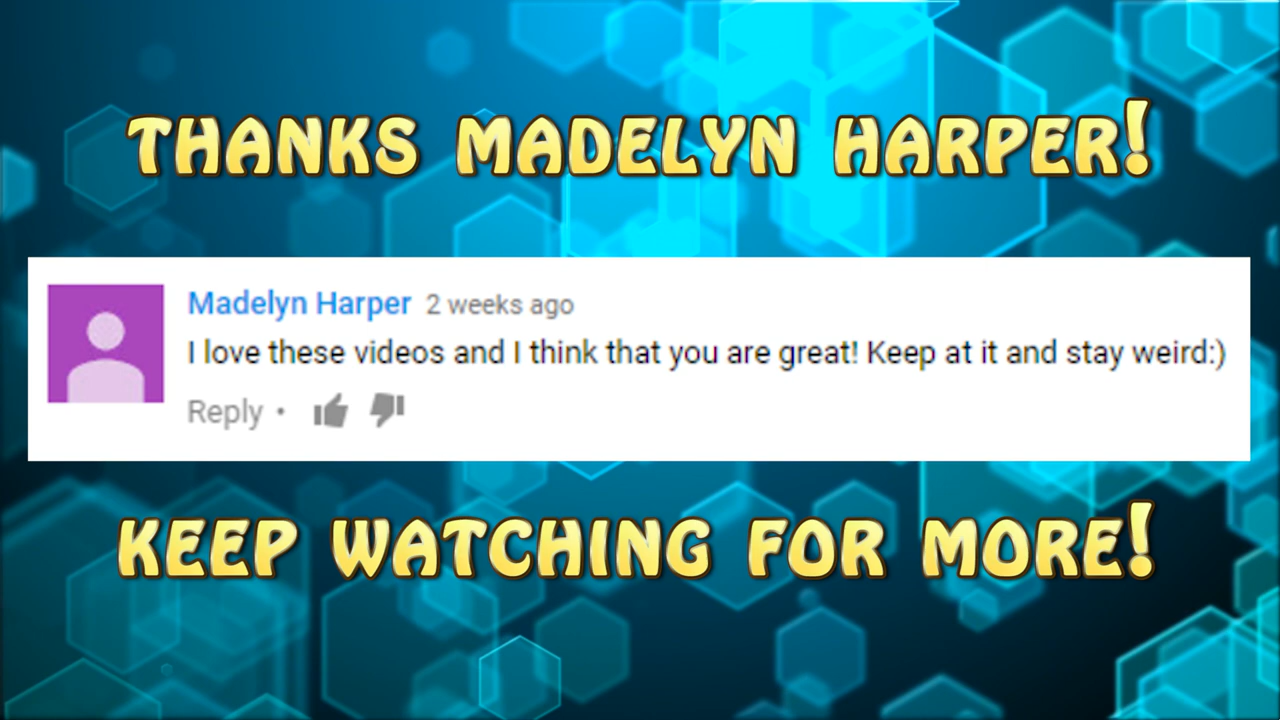 THANKS MADELYN HARPER!
Madelyn Harper 2 weeks ago
I love these videos and I think that you are great! Keep at it and stay weird:)
Reply •
KEEP WATCHING FOR MORE!